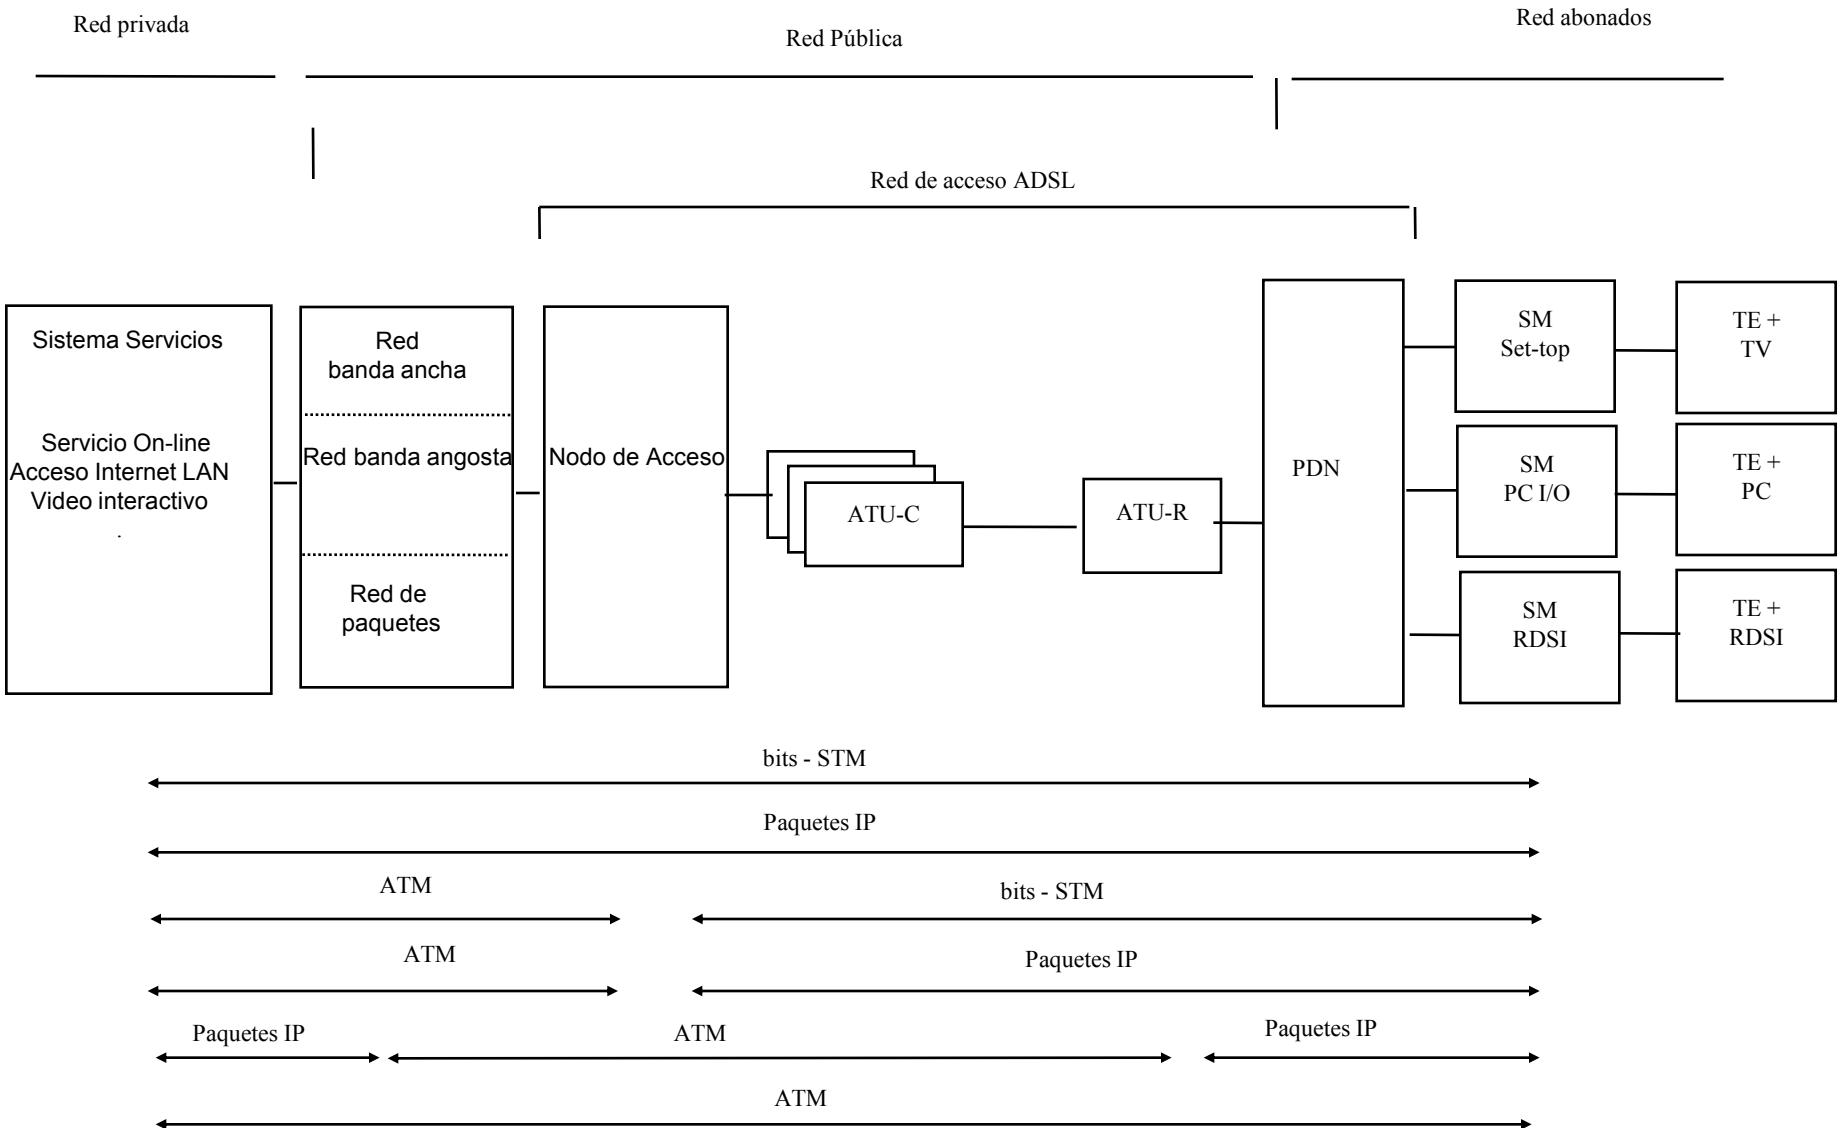 Red privada
Red Pública
Red abonados
Red de acceso ADSL
Sistema Servicios
Servicio On-line
Acceso Internet LAN
Video interactivo
.
Red
banda ancha
Red banda angosta
Red de
paquetes
Nodo de Acceso
ATU-C
ATU-R
PDN
SM
Set-top
TE +
TV
SM
PC I/O
TE +
PC
SM
RDSI
TE +
RDSI
bits - STM
Paquetes IP
ATM
bits - STM
ATM
Paquetes IP
Paquetes IP
ATM
Paquetes IP
ATM